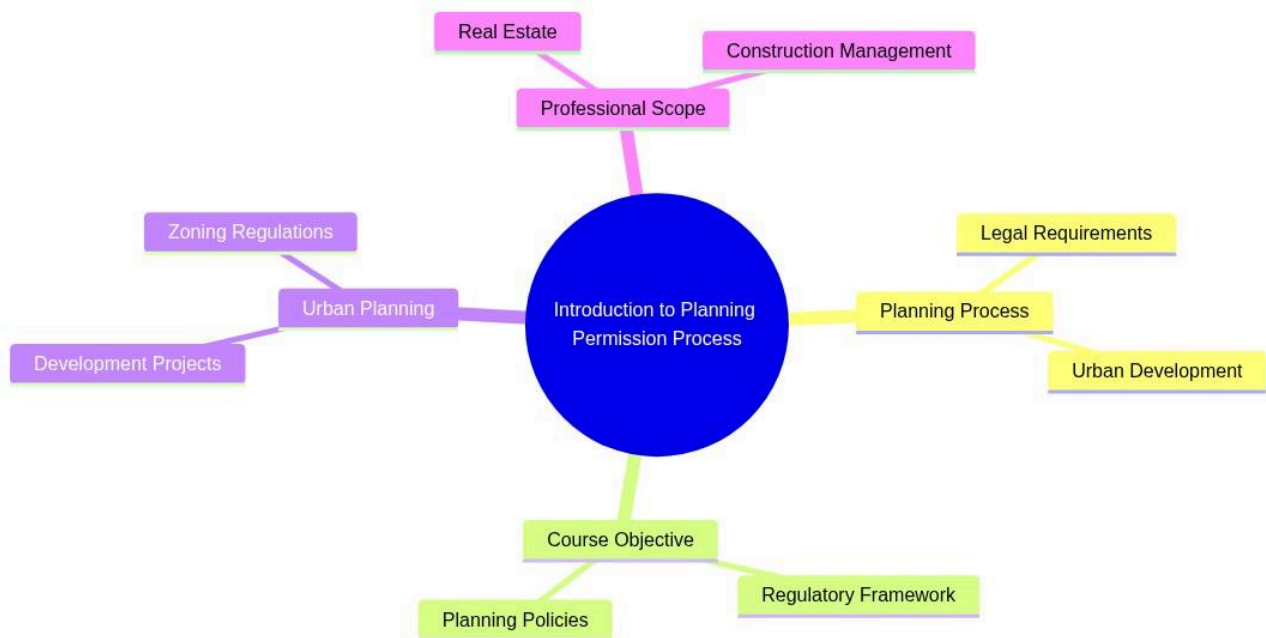 Real Estate
Construction Management
Professional Scope
Zoning Regulations
Legal Requirements
Urban Planning
Introduction to Planning
Permission Process
Planning Process
Development Projects
Urban Development
Course Objective
Regulatory Framework
Planning Policies